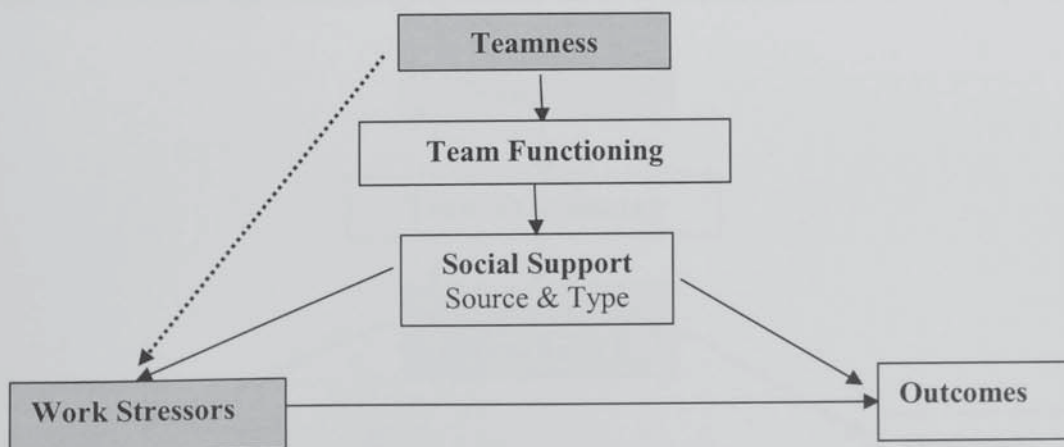 Teamness
Team Functioning
Social Support
Source & Type
Work Stressors
Outcomes